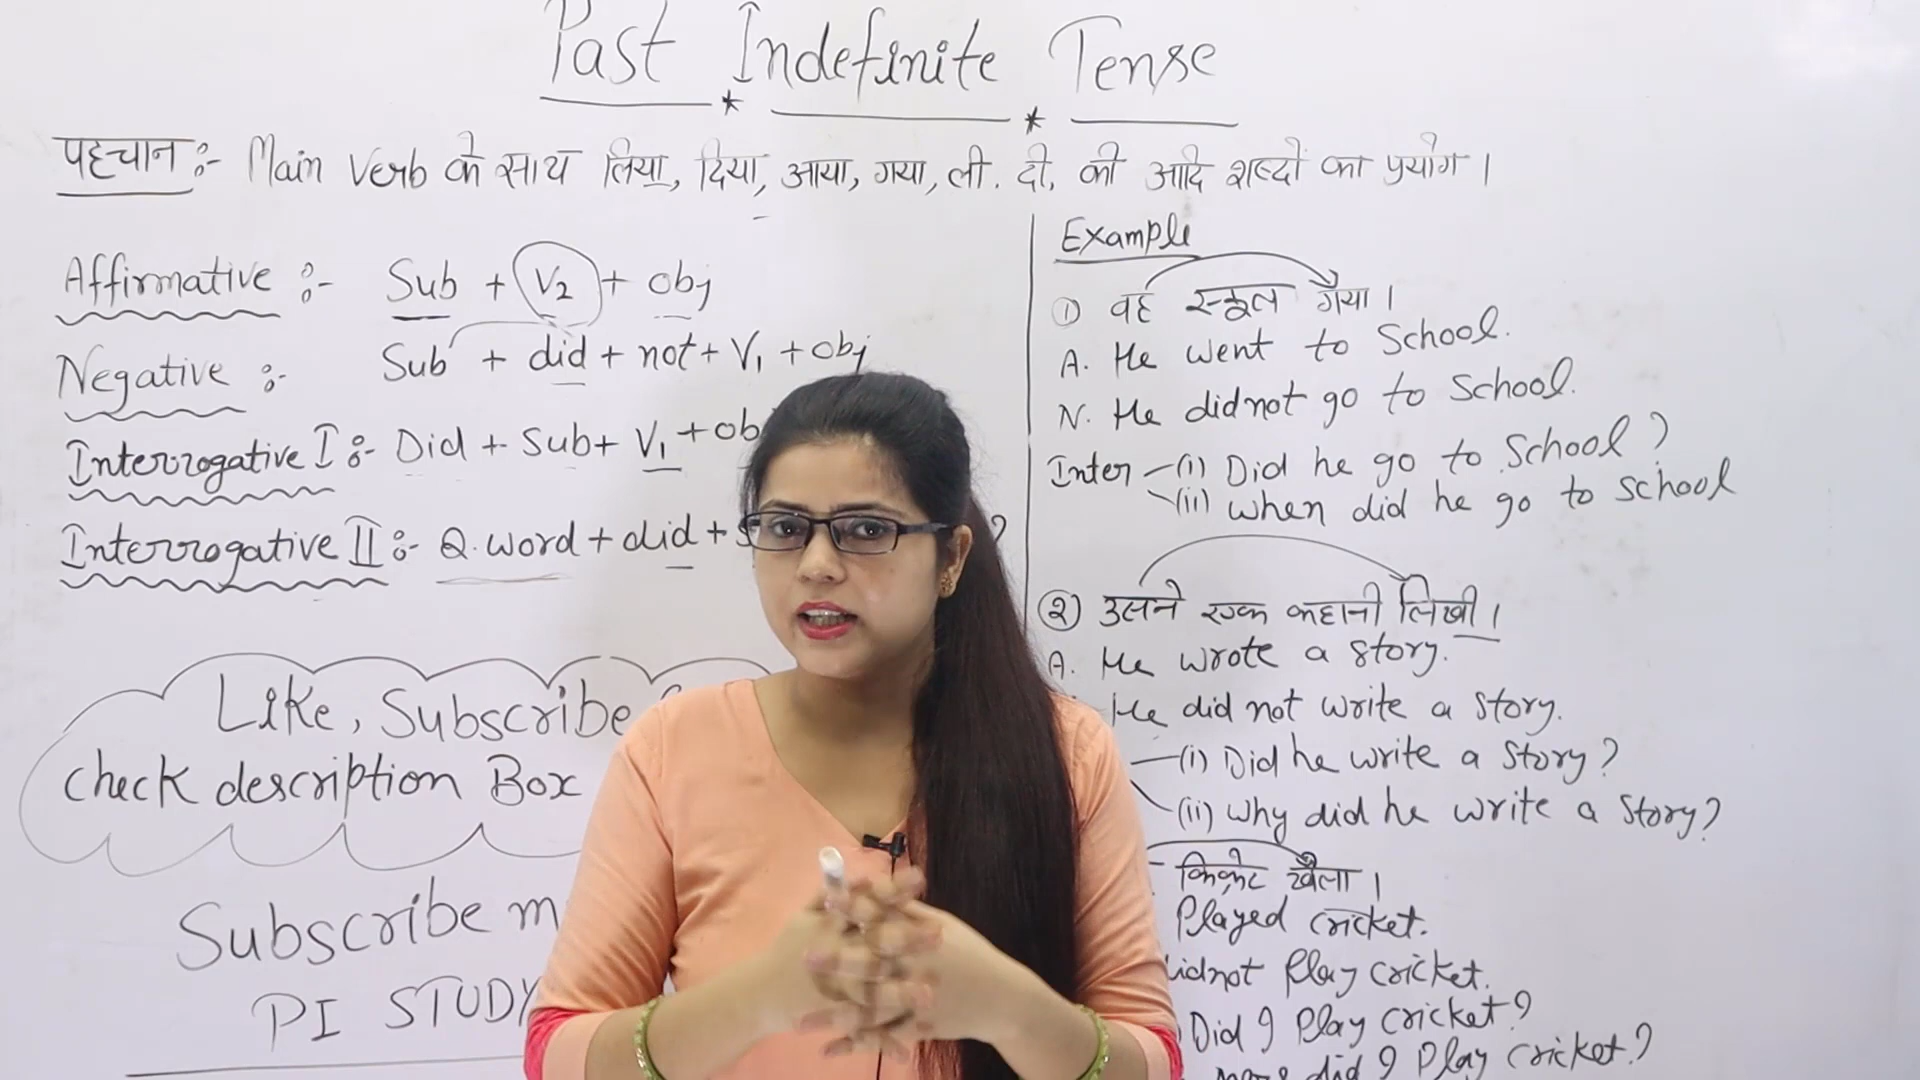 Past Indefinite Tense
पहचान :- Main Verb के साथ लिया, दिया, आया, गया, ली. दी, की आदि शब्दों का प्रयोग।
Affirmative :- Sub + V2 + obj
Negative :- Sub + did + not + V1 + obj
Interrogative I :- Did + Sub + V1 + ob
Interrogative II :- Q. word + did + S ?
Like, Subscribe
check description Box
Subscribe m
PI STUDY
Example
① वह स्कूल गया।
A. He went to School.
N. He didnot go to School.
Inter (i) Did he go to School?
(ii) when did he go to school
② उसने एक कहानी लिखी।
A. He wrote a story.
He did not write a story.
(i) Did he write a story?
(ii) why did he write a story?
क्रिकेट खेला।
Played cricket.
didnot Play cricket.
Did I Play cricket?
did I Play cricket?